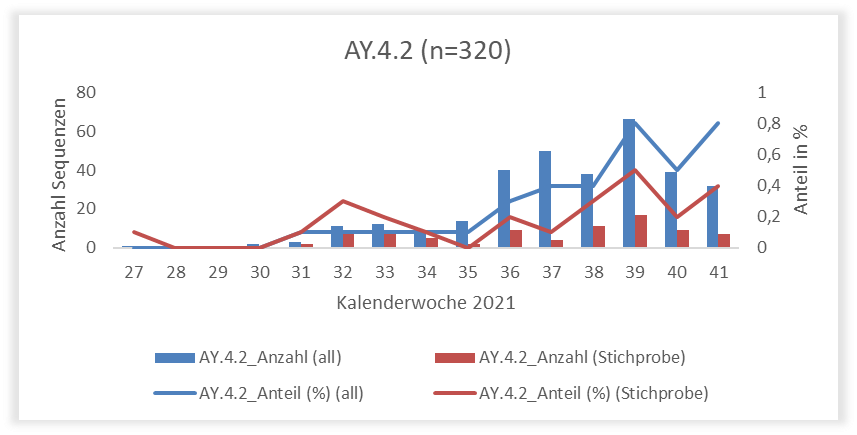 AY.4.2 (n=320)
Anzahl Sequenzen
80
60
40
20
0
1
0,8
0,6
0,4
0,2
0
Anteil in %
27 28 29 30 31 32 33 34 35 36 37 38 39 40 41
Kalenderwoche 2021
AY.4.2_Anzahl (all) AY.4.2_Anzahl (Stichprobe)
AY.4.2_Anteil (%) (all) AY.4.2_Anteil (%) (Stichprobe)